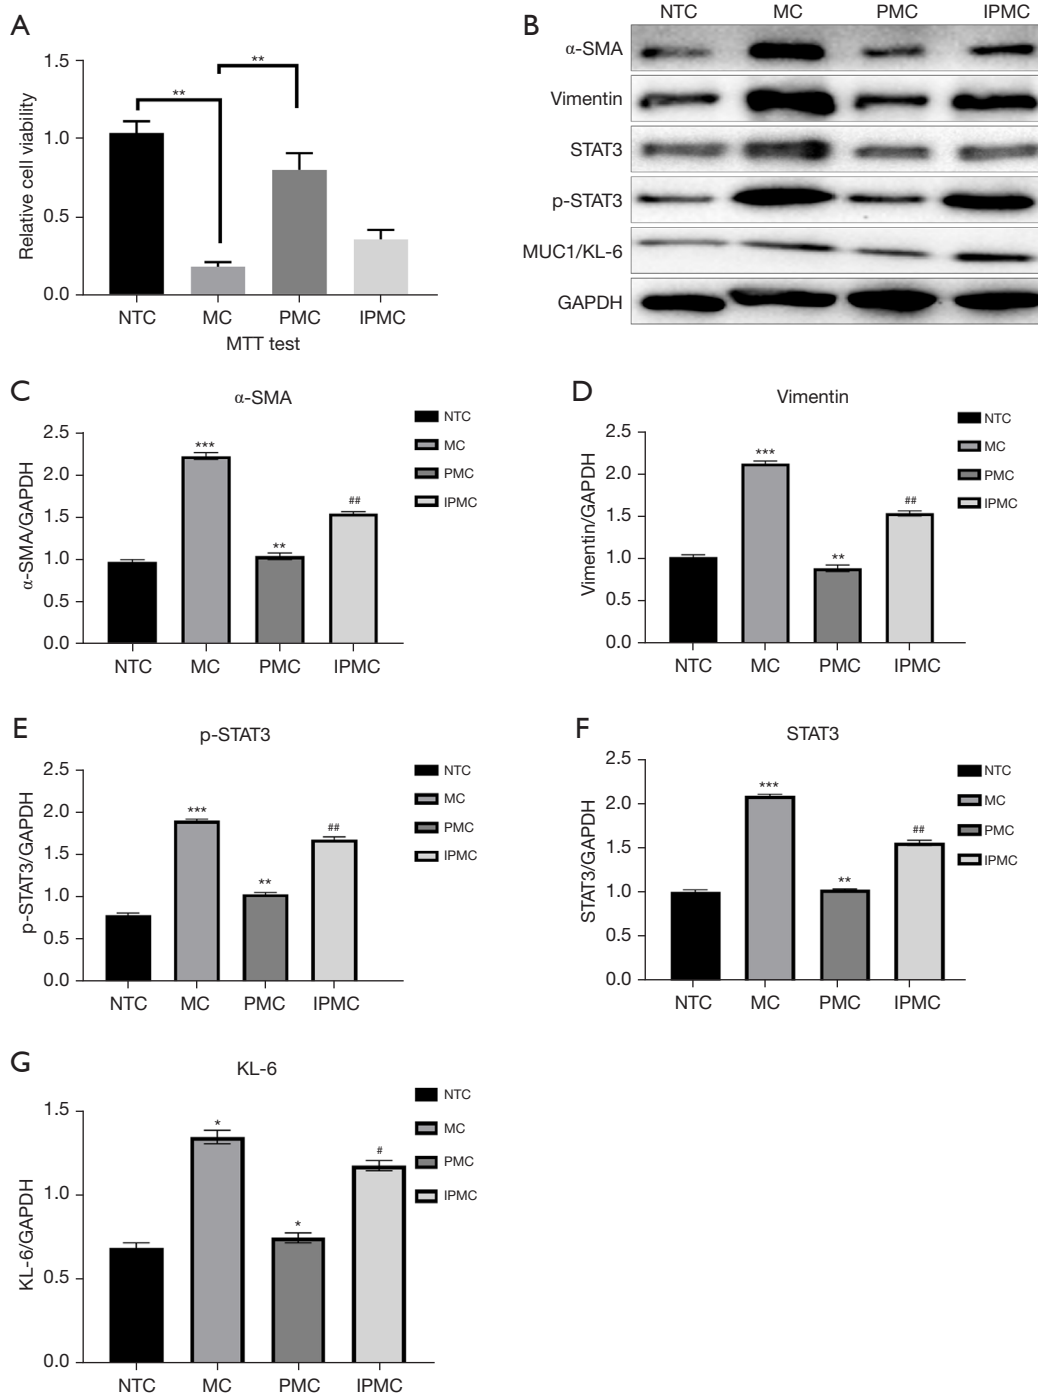 A
1.5
1.0
0.5
0.0
Relative cell viability
**
**
NTC MC PMC IPMC
MTT test
B
NTC MC PMC IPMC
α-SMA
Vimentin
STAT3
p-STAT3
MUC1/KL-6
GAPDH
C
α-SMA
2.5
2.0
1.5
1.0
0.5
0.0
α-SMA/GAPDH
***
**
##
NTC MC PMC IPMC
NTC
MC
PMC
IPMC
D
Vimentin
2.5
2.0
1.5
1.0
0.5
0.0
Vimentin/GAPDH
***
**
##
NTC MC PMC IPMC
NTC
MC
PMC
IPMC
E
p-STAT3
2.5
2.0
1.5
1.0
0.5
0.0
p-STAT3/GAPDH
***
**
##
NTC MC PMC IPMC
NTC
MC
PMC
IPMC
F
STAT3
2.5
2.0
1.5
1.0
0.5
0.0
STAT3/GAPDH
***
**
##
NTC MC PMC IPMC
NTC
MC
PMC
IPMC
G
KL-6
1.5
1.0
0.5
0.0
KL-6/GAPDH
*
*
#
NTC MC PMC IPMC
NTC
MC
PMC
IPMC